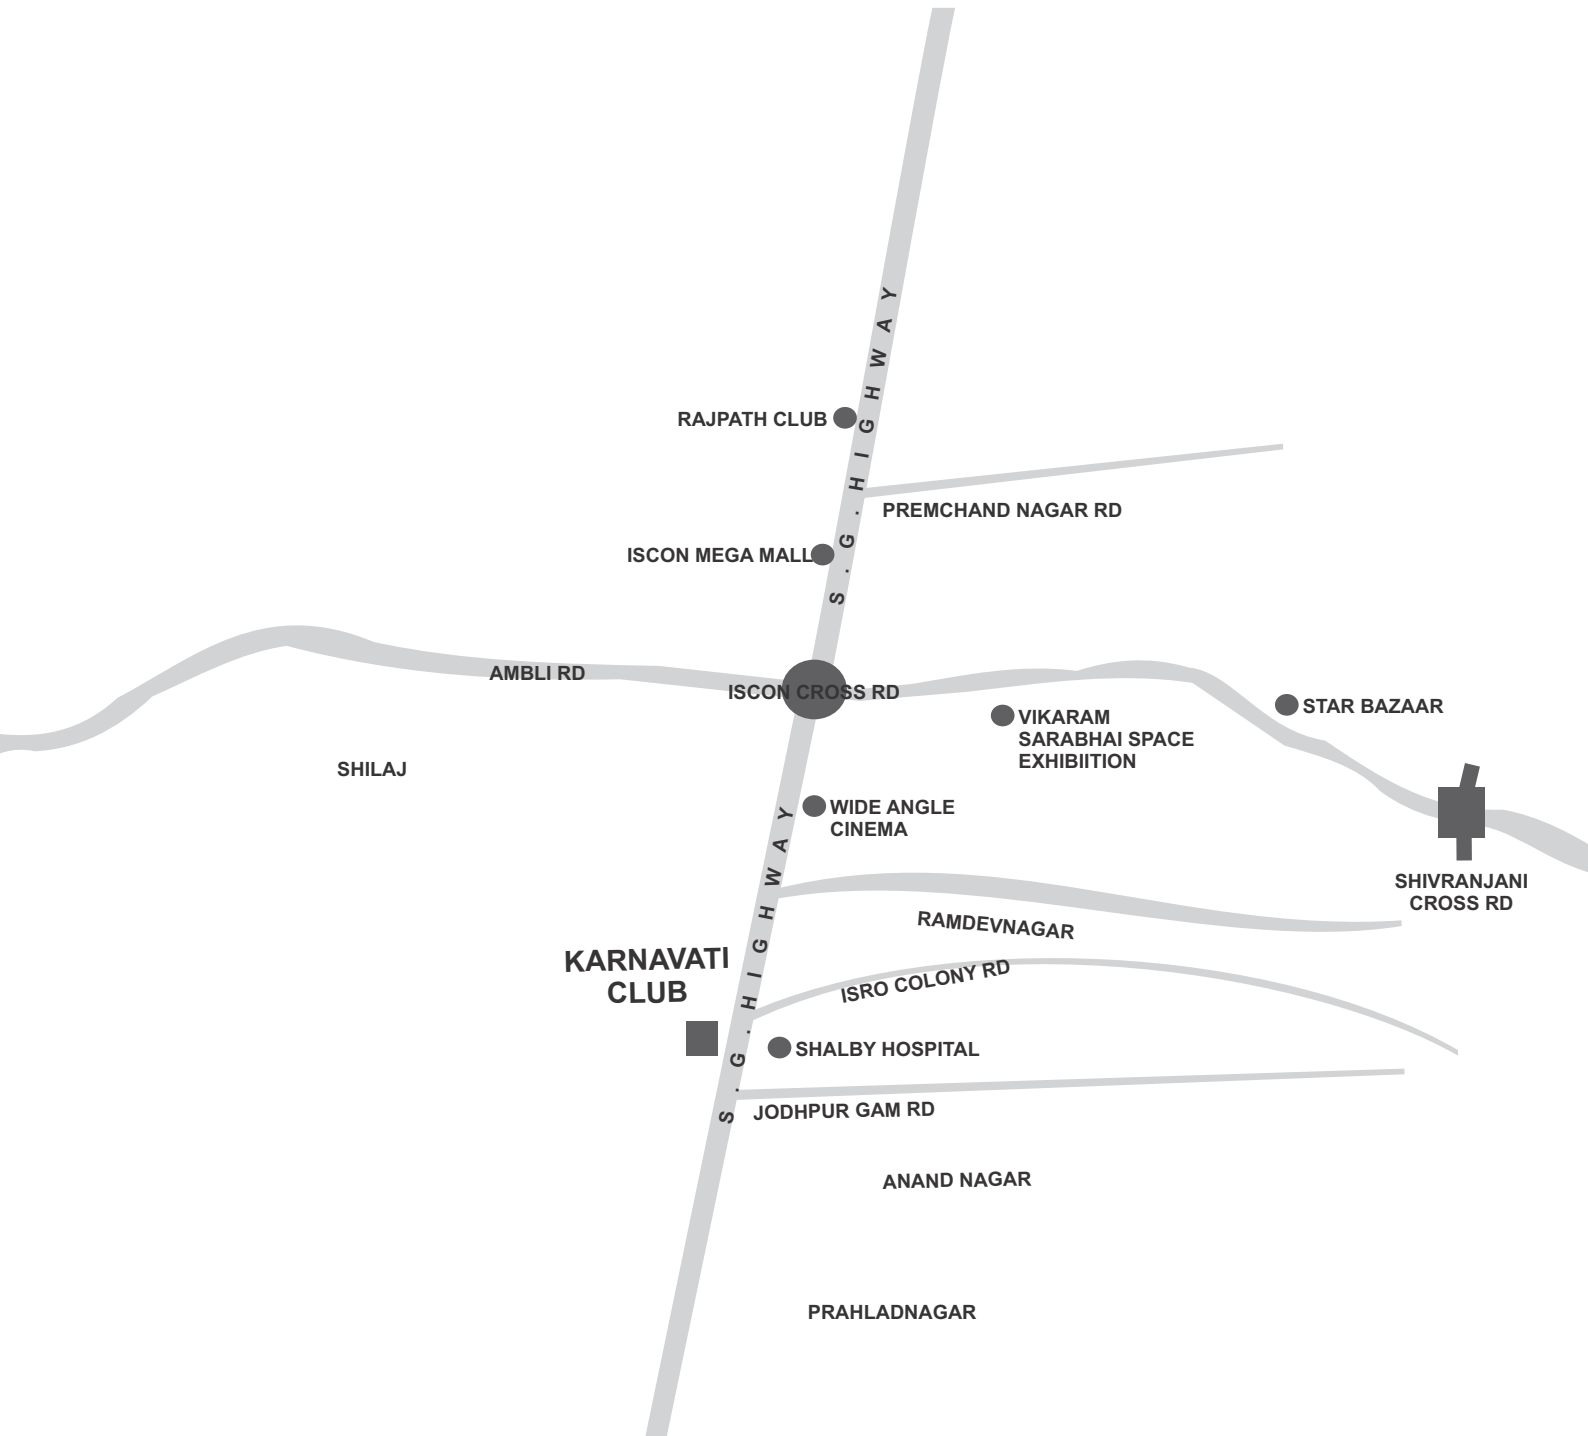 S.G.HIGHWAY
RAJPATH CLUB
PREMCHAND NAGAR RD
ISCON MEGA MALL
AMBLI RD
ISCON CROSS RD
STAR BAZAAR
VIKARAM
SARABHAI SPACE
EXHIBIITION
SHILAJ
WIDE ANGLE
CINEMA
S.G.HIGHWAY
SHIVRANJANI
CROSS RD
RAMDEVNAGAR
KARNAVATI
CLUB
ISRO COLONY RD
SHALBY HOSPITAL
JODHPUR GAM RD
ANAND NAGAR
PRAHLADNAGAR